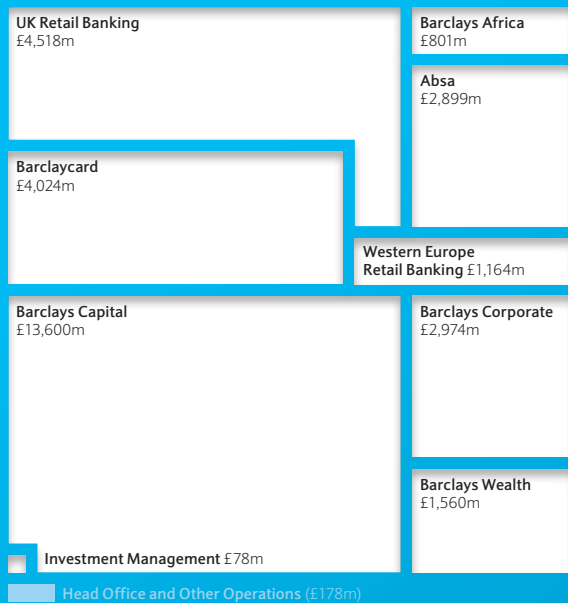 UK Retail Banking
£4,518m
Barclays Africa
£801m
Absa
£2,899m
Barclaycard
£4,024m
Western Europe
Retail Banking £1,164m
Barclays Capital
£13,600m
Barclays Corporate
£2,974m
Barclays Wealth
£1,560m
Investment Management £78m
Head Office and Other Operations (£178m)